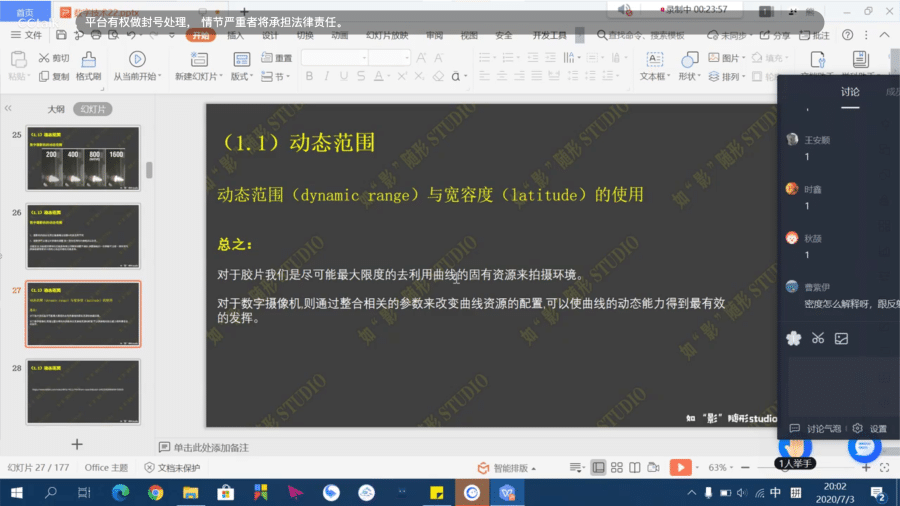 首页
数字技术22.pptx
平台有权做封号处理， 情节严重者将承担法律责任。
录制中 00:23:57
文件
开始
插入
设计
切换
动画
幻灯片放映
审阅
视图
安全
开发工具
查找命令、搜索模板
未同步
分享
批注
粘贴
剪切
复制
格式刷
从当前开始
新建幻灯片
版式
重置
节
文本框
形状
图片
排列
填充
大纲
幻灯片
25
26
27
28
200
400
800
1600
（1.1）动态范围
动态范围（dynamic range）与宽容度（latitude）的使用
总之：
对于胶片我们是尽可能最大限度的去利用曲线的固有资源来拍摄环境。
对于数字摄像机,则通过整合相关的参数来改变曲线资源的配置,可以使曲线的动态能力得到最有效
的发挥。
如“影”随形studio
讨论
王安颐
1
时鑫
1
秋颉
1
曹紫伊
密度怎么解释呀，跟反射
讨论气泡
设置
1人举手
单击此处添加备注
幻灯片 27 / 177
Office 主题
文档未保护
智能排版
63%
中
20:02
2020/7/3
2